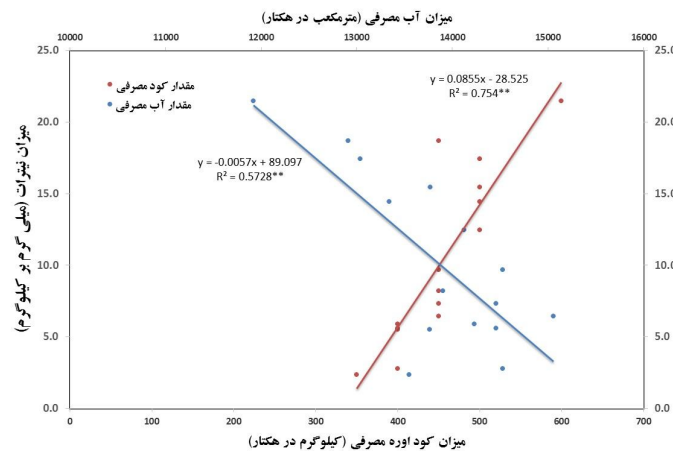 میزان آب مصرفی (مترمکعب در هکتار)
10000 11000 12000 13000 14000 15000 16000
25.0 25.0
مقدار کود مصرفی
y = 0.0855x - 28.525
R² = 0.754**
مقدار آب مصرفی
20.0 20.0
y = -0.0057x + 89.097
R² = 0.5728**
15.0 15.0
10.0 10.0
5.0 5.0
0.0 0.0
میزان نیترات (میلی گرم بر کیلوگرم)
0 100 200 300 400 500 600 700
میزان کود اوره مصرفی (کیلوگرم در هکتار)